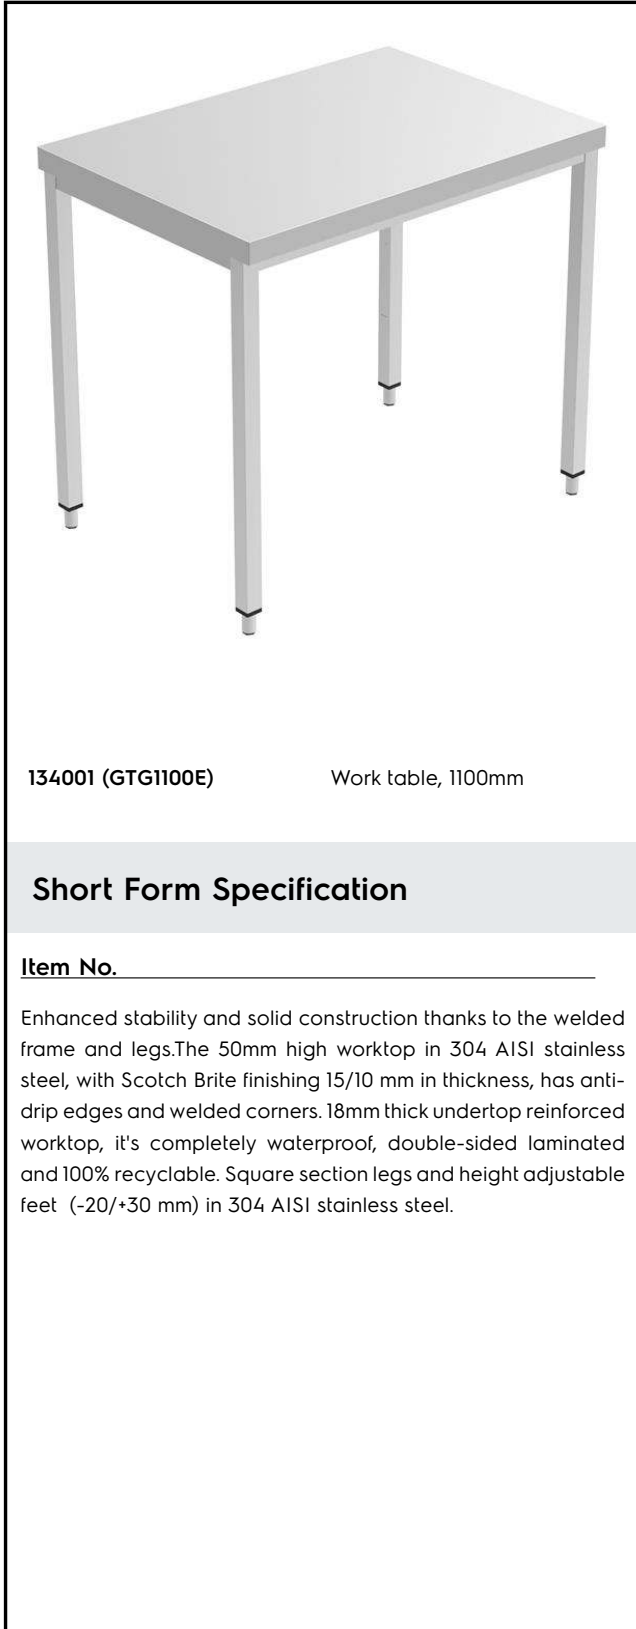 134001 (GTG1100E) Work table, 1100mm
Short Form Specification
Item No.
Enhanced stability and solid construction thanks to the welded
frame and legs.The 50mm high worktop in 304 AISI stainless
steel, with Scotch Brite finishing 15/10 mm in thickness, has anti-
drip edges and welded corners. 18mm thick undertop reinforced
worktop, it's completely waterproof, double-sided laminated
and 100% recyclable. Square section legs and height adjustable
feet (-20/+30 mm) in 304 AISI stainless steel.